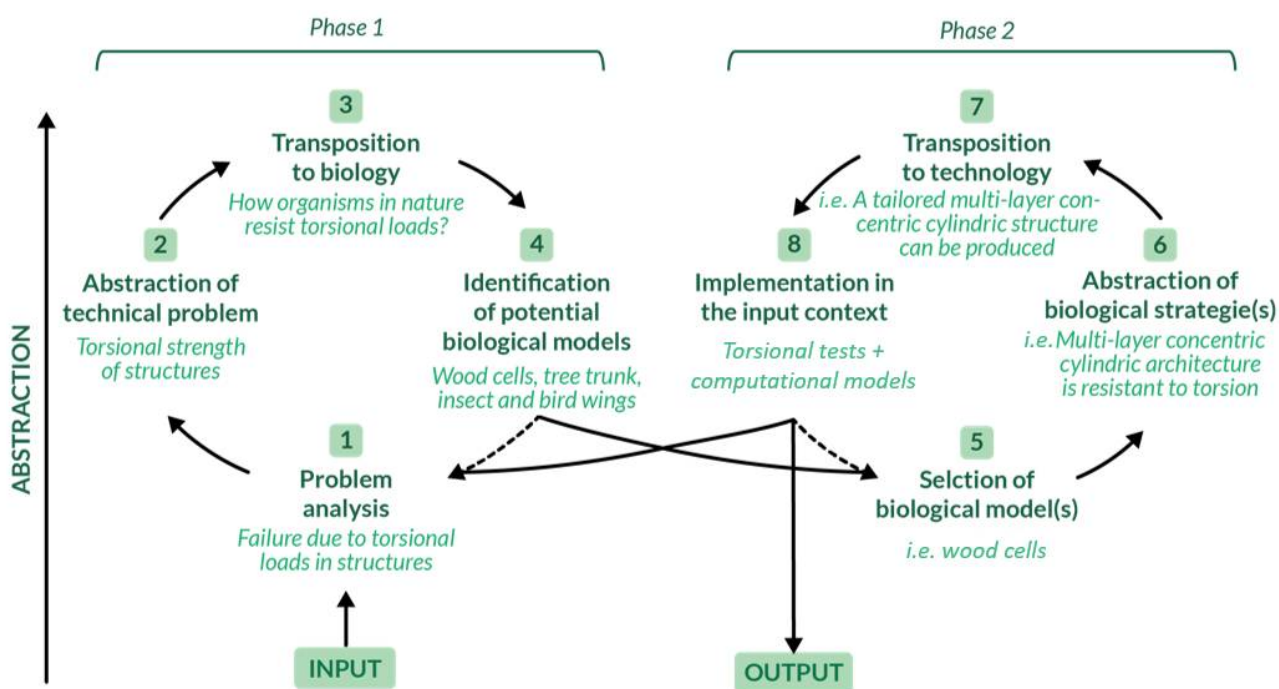 Phase 1
Phase 2
ABSTRACTION
3
Transposition
to biology
How organisms in nature
resist torsional loads?
2
Abstraction of
technical problem
Torsional strength
of structures
4
Identification
of potential
biological models
Wood cells, tree trunk,
insect and bird wings
1
Problem
analysis
Failure due to torsional
loads in structures
INPUT
7
Transposition
to technology
i.e. A tailored multi-layer con-
centric cylindric structure
can be produced
8
Implementation in
the input context
Torsional tests +
computational models
6
Abstraction of
biological strategie(s)
i.e. Multi-layer concentric
cylindric architecture
is resistant to torsion
5
Selction of
biological model(s)
i.e. wood cells
OUTPUT